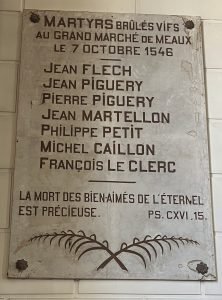 MARTYRS BRÛLÉS VIFS
AU GRAND MARCHÉ DE MEAUX
LE 7 OCTOBRE 1546
JEAN FLECH
JEAN PIGUERY
PIERRE PIGUERY
JEAN MARTELLON
PHILIPPE PETIT
MICHEL CAILLON
FRANÇOIS LE CLERC
LA MORT DES BIEN-AIMÉS DE L'ÉTERNEL
EST PRÉCIEUSE. PS. CXVI. 15.